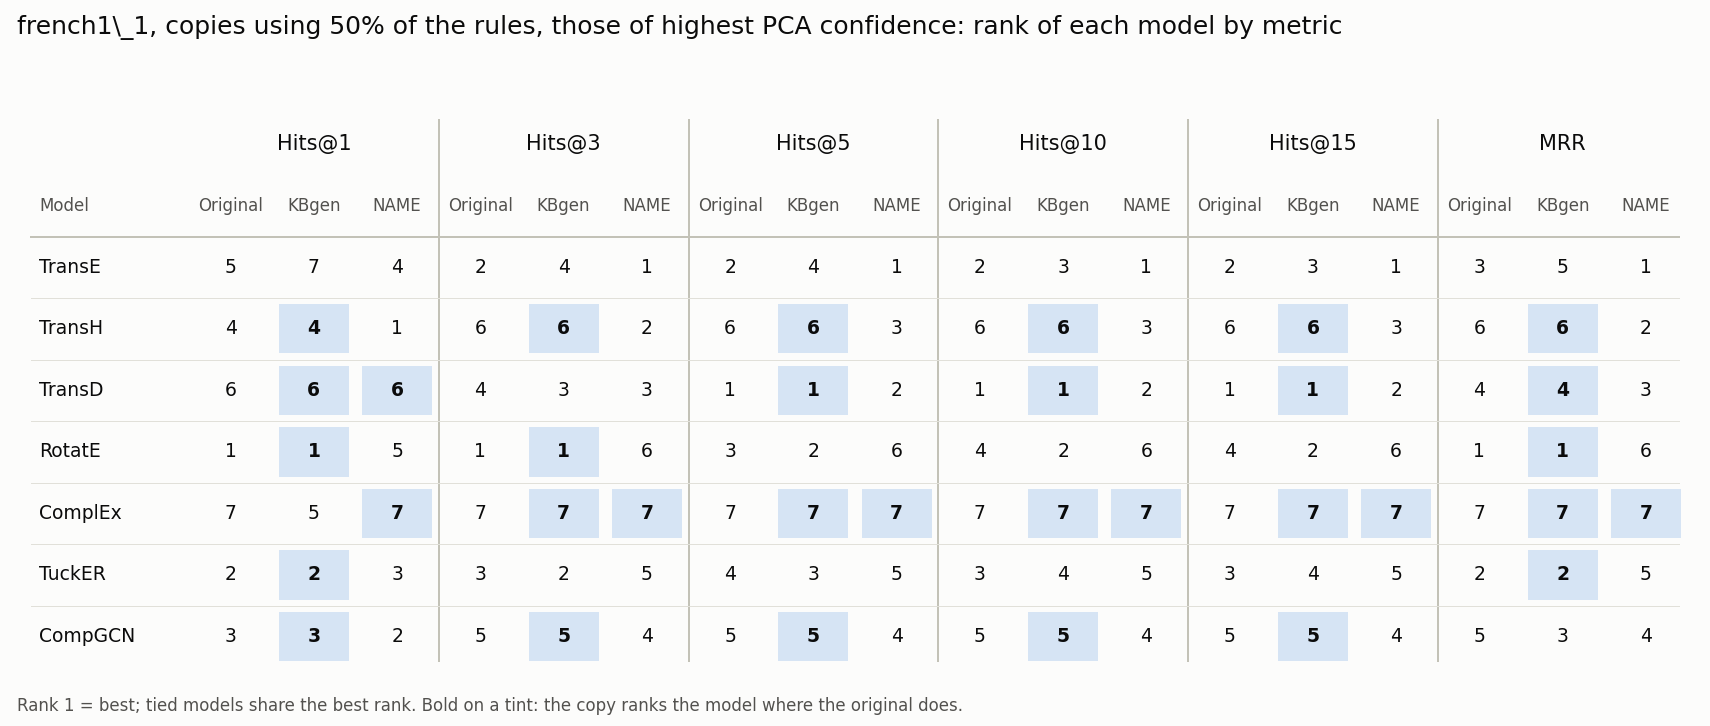 french1\_1, copies using 50% of the rules, those of highest PCA confidence: rank of each model by metric
Hits@1 Hits@3 Hits@5 Hits@10 Hits@15 MRR
Model Original KBgen NAME Original KBgen NAME Original KBgen NAME Original KBgen NAME Original KBgen NAME Original KBgen NAME
TransE 5 7 4 2 4 1 2 4 1 2 3 1 2 3 1 3 5 1
TransH 4 4 1 6 6 2 6 6 3 6 6 3 6 6 3 6 6 2
TransD 6 6 6 4 3 3 1 1 2 1 1 2 1 1 2 4 4 3
RotatE 1 1 5 1 1 6 3 2 6 4 2 6 4 2 6 1 1 6
ComplEx 7 5 7 7 7 7 7 7 7 7 7 7 7 7 7 7 7 7
TuckER 2 2 3 3 2 5 4 3 5 3 4 5 3 4 5 2 2 5
CompGCN 3 3 2 5 5 4 5 5 4 5 5 4 5 5 4 5 3 4
Rank 1 = best; tied models share the best rank. Bold on a tint: the copy ranks the model where the original does.